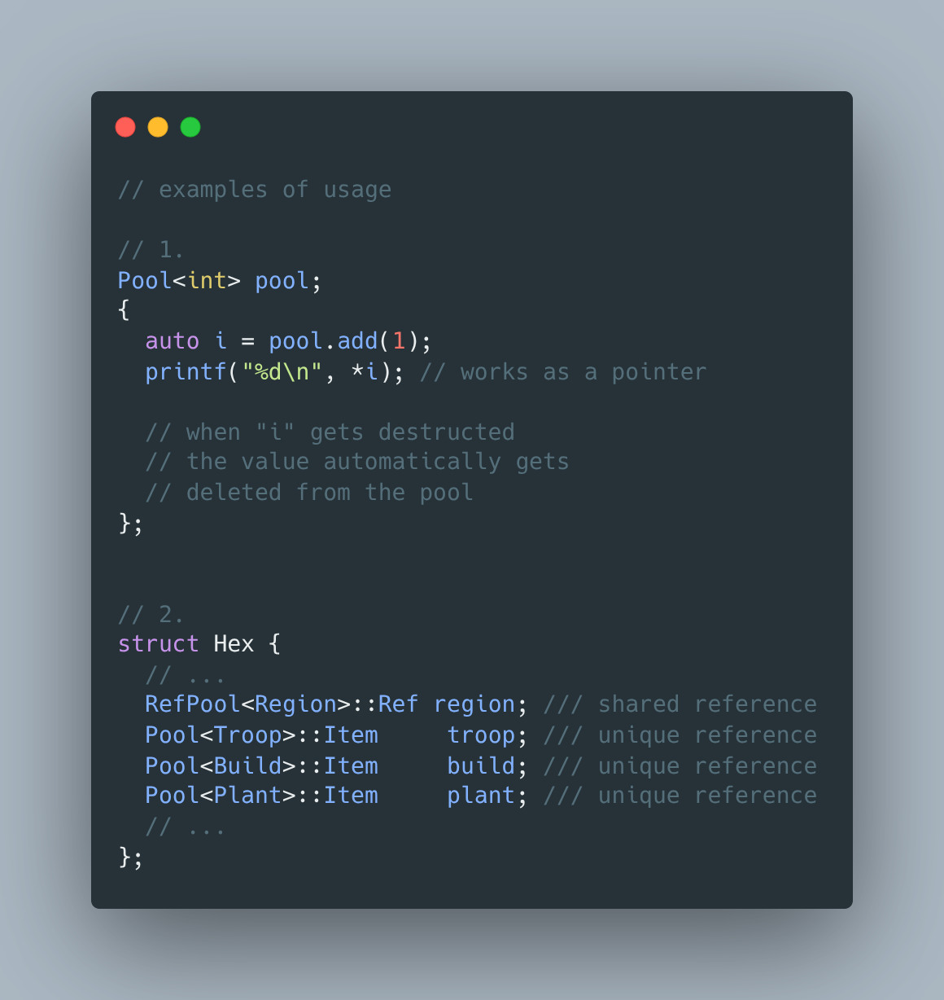 // examples of usage
// 1.
Pool<int> pool;
{
  auto i = pool.add(1);
  printf("%d\n", *i); // works as a pointer
  // when "i" gets destructed
  // the value automatically gets
  // deleted from the pool
};
// 2.
struct Hex {
  // ...
  RefPool<Region>::Ref region; /// shared reference
  Pool<Troop>::Item     troop; /// unique reference
  Pool<Build>::Item     build; /// unique reference
  Pool<Plant>::Item     plant; /// unique reference
  // ...
};